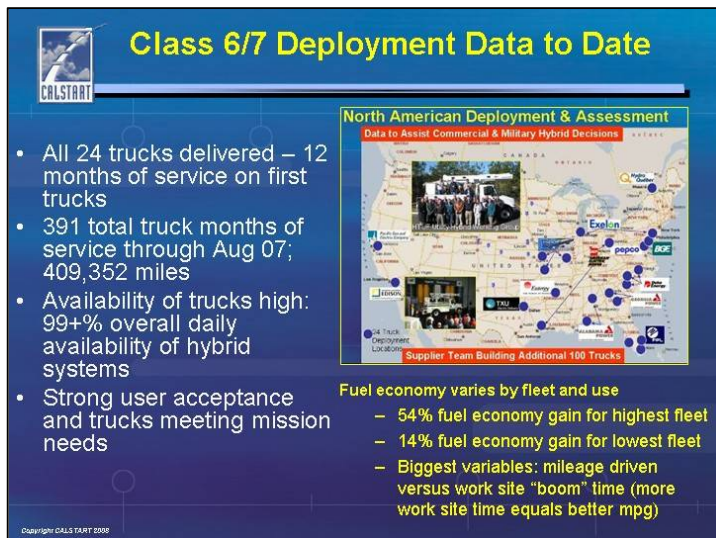 Class 6/7 Deployment Data to Date
CALSTART
• All 24 trucks delivered – 12
months of service on first
trucks
• 391 total truck months of
service through Aug 07;
409,352 miles
• Availability of trucks high:
99+% overall daily
availability of hybrid
systems
• Strong user acceptance
and trucks meeting mission
needs
North American Deployment & Assessment
Data to Assist Commercial & Military Hybrid Decisions
CANADA
Hydro
Québec
Exelon
pepco
BGE
UNITED STATES
EDISON
TXU
Entergy
Duke
Energy
FPL
24 Truck
Deployment
Locations
Supplier Team Building Additional 100 Trucks
Fuel economy varies by fleet and use
– 54% fuel economy gain for highest fleet
– 14% fuel economy gain for lowest fleet
– Biggest variables: mileage driven
versus work site “boom” time (more
work site time equals better mpg)
Copyright CALSTART 2008